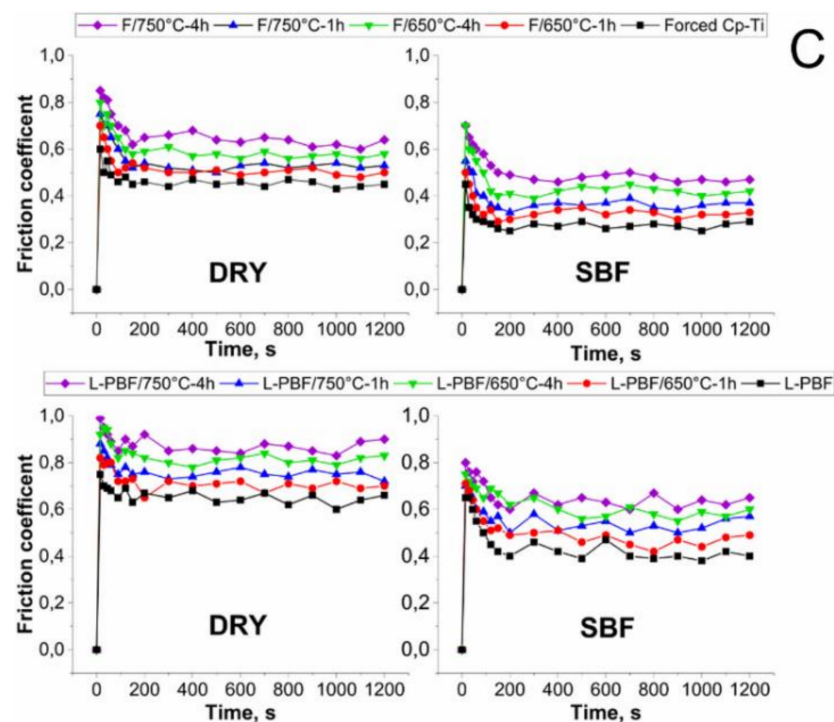 F/750°C-4h F/750°C-1h F/650°C-4h F/650°C-1h Forced Cp-Ti
C
Friction coefficent
1,0
0,8
0,6
0,4
0,2
0,0
DRY
0 200 400 600 800 1000 1200
Time, s
1,0
0,8
0,6
0,4
0,2
0,0
SBF
0 200 400 600 800 1000 1200
Time, s
L-PBF/750°C-4h L-PBF/750°C-1h L-PBF/650°C-4h L-PBF/650°C-1h L-PBF
Friction coefficent
1,0
0,8
0,6
0,4
0,2
0,0
DRY
0 200 400 600 800 1000 1200
Time, s
1,0
0,8
0,6
0,4
0,2
0,0
SBF
0 200 400 600 800 1000 1200
Time, s